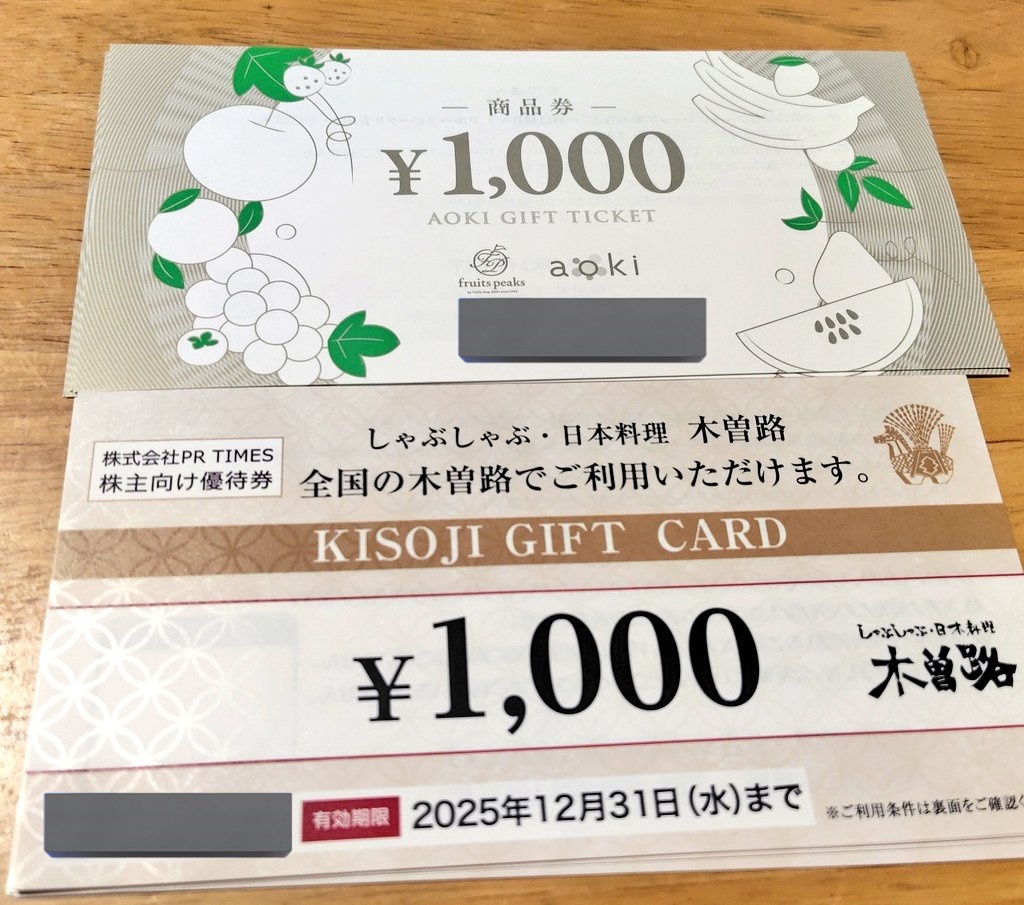 商品券
¥1,000
AOKI GIFT TICKET
fruits peaks
aoki
株式会社PR TIMES
株主向け優待券
しゃぶしゃぶ・日本料理 木曽路
全国の木曽路でご利用いただけます。
KISOJI GIFT CARD
¥1,000
しゃぶしゃぶ・日本料理
木曽路
有効期限
2025年12月31日(水)まで
※ご利用条件は裏面をご確認く